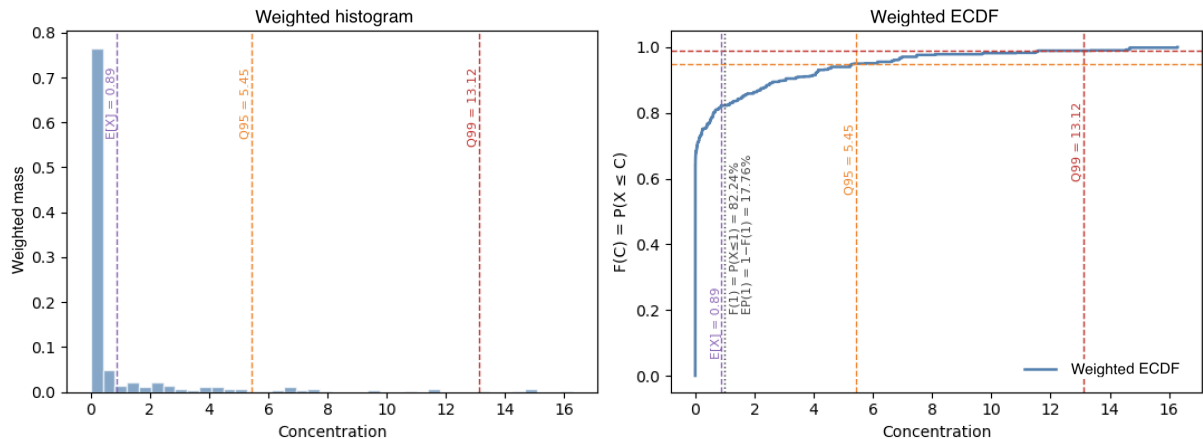 Weighted histogram
0.8
0.7
0.6
0.5
0.4
0.3
0.2
0.1
0.0
Weighted mass
E[X] = 0.89
Q95 = 5.45
Q99 = 13.12
0 2 4 6 8 10 12 14 16
Concentration
Weighted ECDF
1.0
0.8
0.6
0.4
0.2
0.0
F(C) = P(X ≤ C)
E[X] = 0.89
F(1) = P(X≤1) = 82.24%
EP(1) = 1−F(1) = 17.76%
Q95 = 5.45
Q99 = 13.12
Weighted ECDF
0 2 4 6 8 10 12 14 16
Concentration